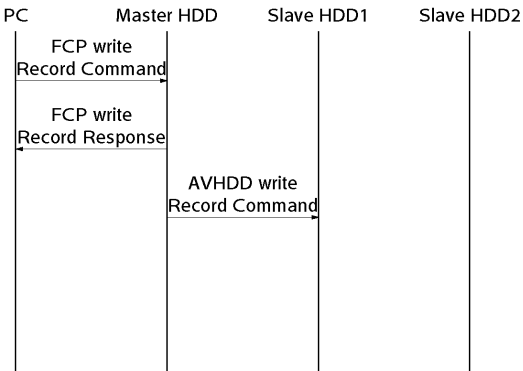 PC Master HDD Slave HDD1 Slave HDD2
FCP write
Record Command
FCP write
Record Response
AVHDD write
Record Command